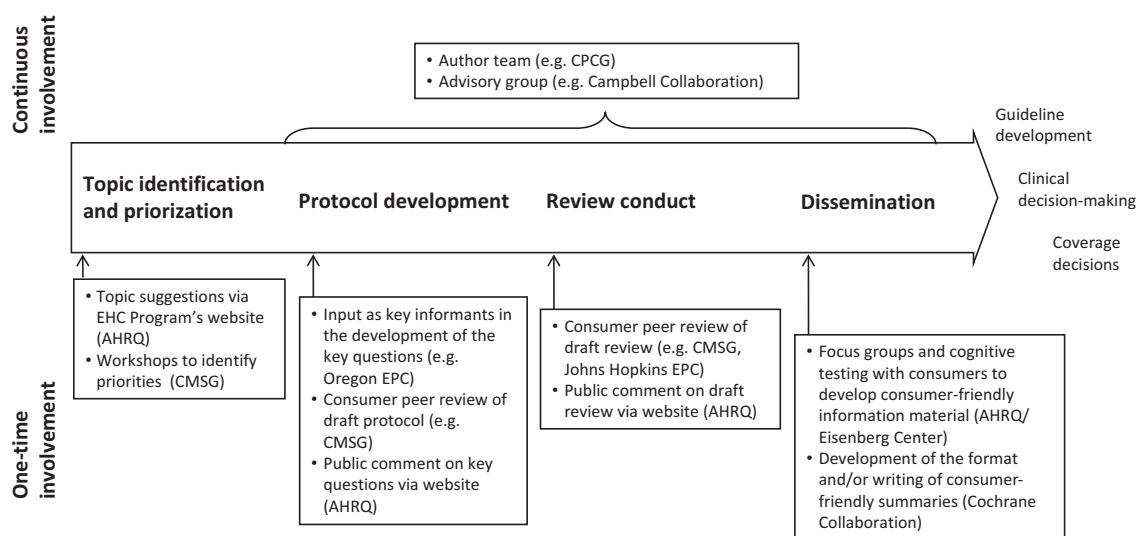 Continuous
involvement
• Author team (e.g. CPCG)
• Advisory group (e.g. Campbell Collaboration)
Topic identification
and priorization
Protocol development
Review conduct
Dissemination
Guideline
development
Clinical
decision-making
Coverage
decisions
One-time
involvement
• Topic suggestions via
EHC Program's website
(AHRQ)
• Workshops to identify
priorities (CMSG)
• Input as key informants in
the development of the
key questions (e.g.
Oregon EPC)
• Consumer peer review of
draft protocol (e.g.
CMSG)
• Public comment on key
questions via website
(AHRQ)
• Consumer peer review of
draft review (e.g. CMSG,
Johns Hopkins EPC)
• Public comment on draft
review via website (AHRQ)
• Focus groups and cognitive
testing with consumers to
develop consumer-friendly
information material (AHRQ/
Eisenberg Center)
• Development of the format
and/or writing of consumer-
friendly summaries (Cochrane
Collaboration)